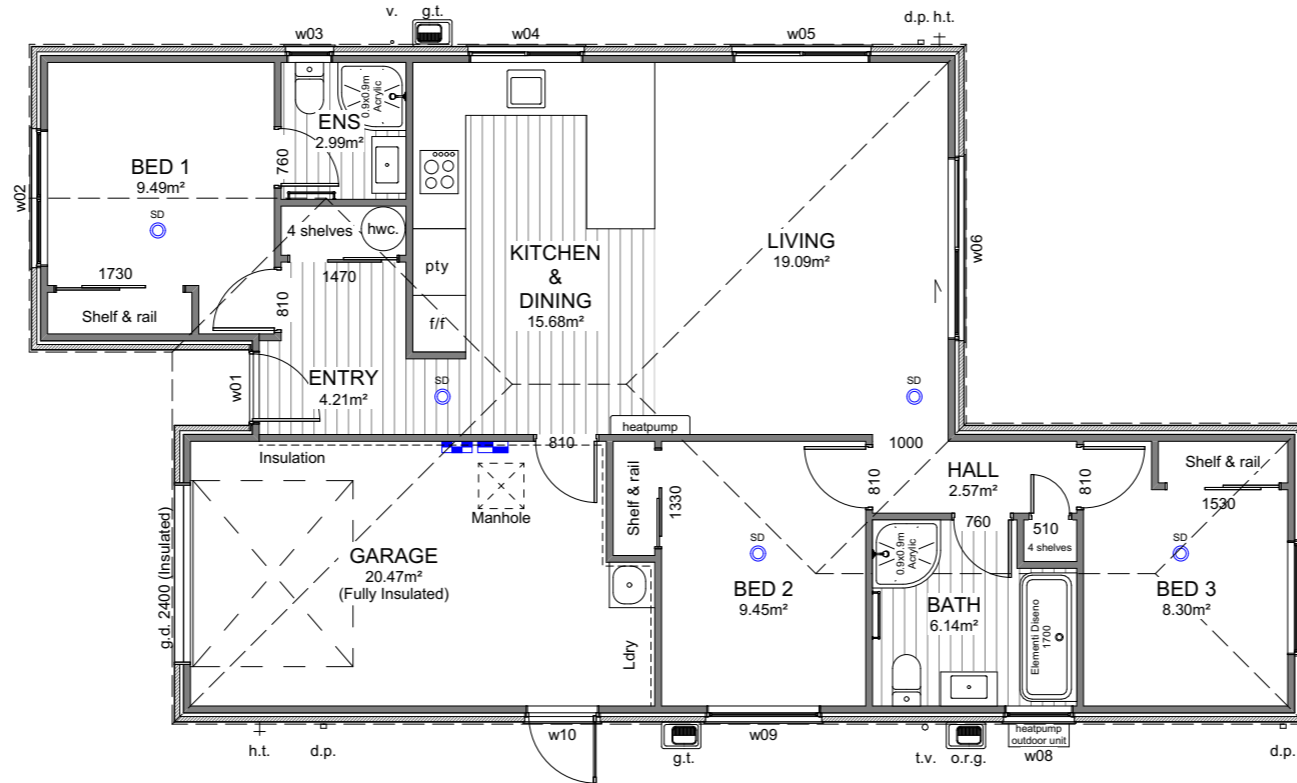 v.
g.t.
d.p. h.t.
w03
w04
w05
0.9x0.9m
Acrylic
ENS
2.99m²
BED 1
9.49m²
760
w02
SD
4 shelves
hwc.
LIVING
19.09m²
w06
KITCHEN
&
DINING
15.68m²
pty
1730
1470
810
Shelf & rail
f/f
ENTRY
4.21m²
w01
SD
SD
heatpump
810
1000
Insulation
HALL
2.57m²
Shelf & rail
810
810
Shelf & rail
1330
1530
Manhole
760
510
4 shelves
g.d. 2400 (Insulated)
GARAGE
20.47m²
(Fully Insulated)
SD
0.9x0.9m
Acrylic
SD
BED 2
9.45m²
BATH
6.14m²
Elementi Diseno
1700
BED 3
8.30m²
Ldry
h.t.
d.p.
w10
g.t.
w09
t.v.
o.r.g.
heatpump
outdoor unit
w08
d.p.